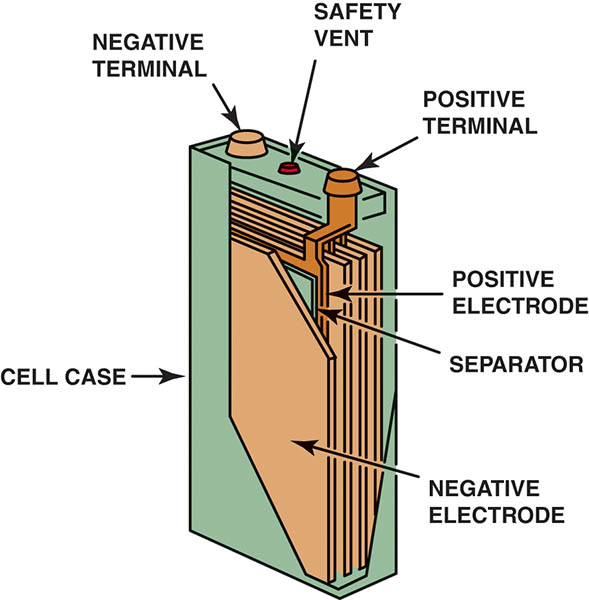 SAFETY
VENT
NEGATIVE
TERMINAL
POSITIVE
TERMINAL
POSITIVE
ELECTRODE
SEPARATOR
CELL CASE
NEGATIVE
ELECTRODE